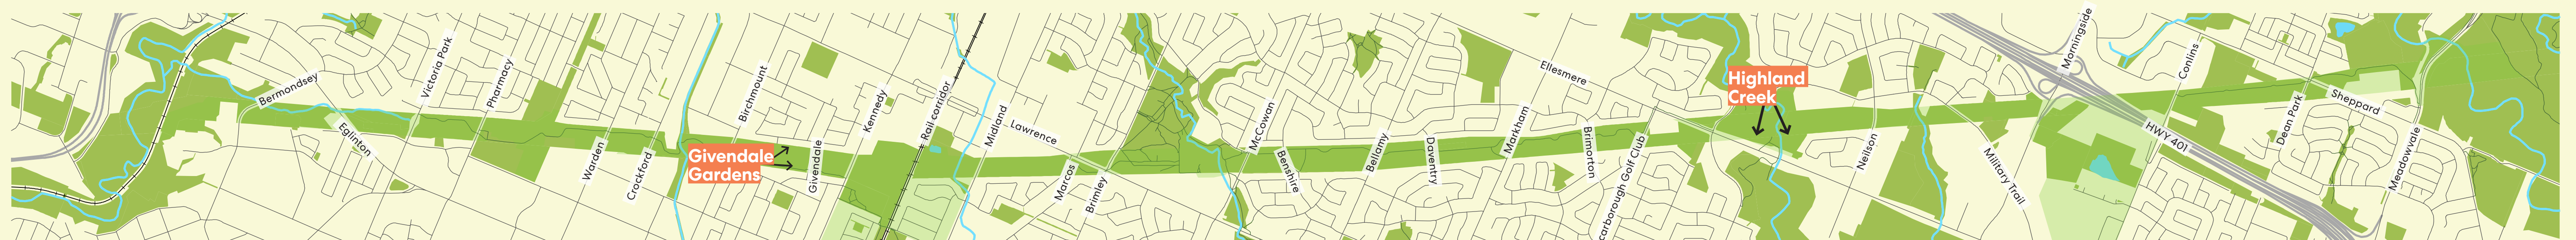 Bermondsey
Eglinton
Victoria Park
Pharmacy
Warden
Crockford
Givendale
Gardens
Birchmount
Givendale
Kennedy
Rail corridor
Midland
Lawrence
Marcos
Brimley
McCowan
Benshire
Bellamy
Daventry
Markham
Ellesmere
Brimorton
carborough Golf Club
Highland
Creek
Neilson
Military Trail
Morningside
HWY 401
Conlins
Dean Park
Sheppard
Meadowvale